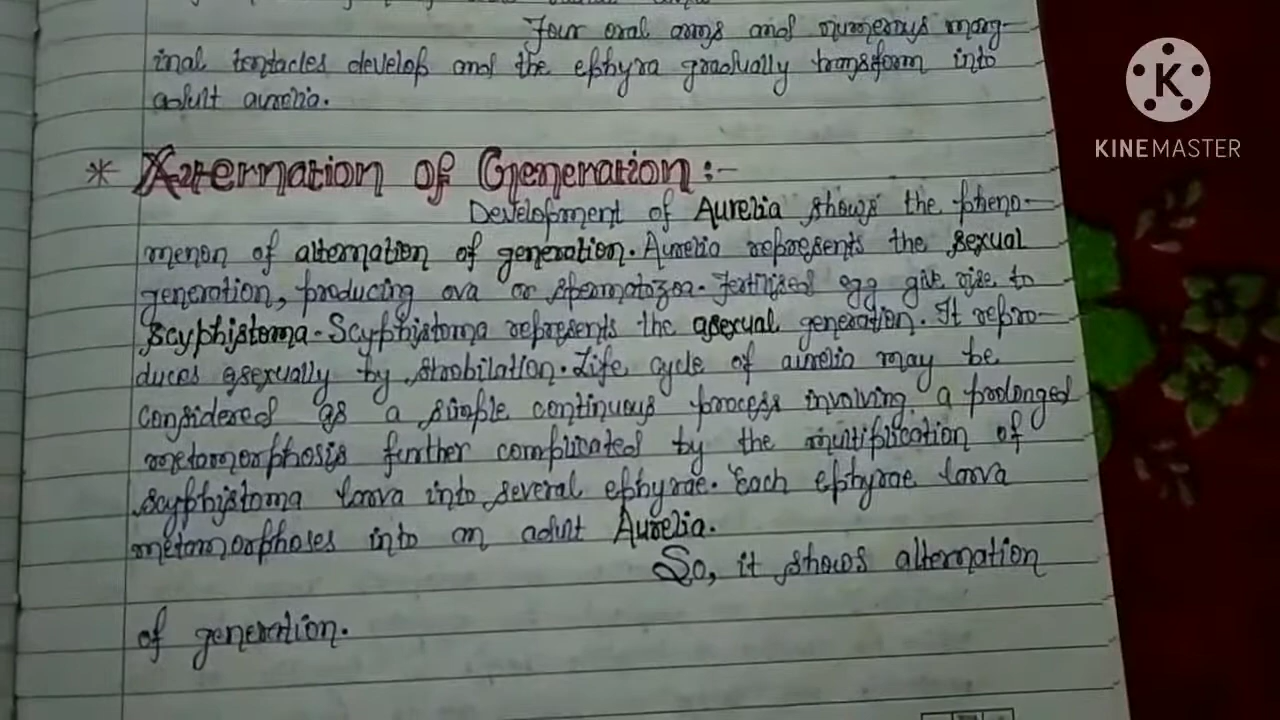 Four oral arms and numerous marg-
inal tentacles develop and the ephyra gradually transform into
adult aurelia.
* Alternation of Generation :-
Development of Aurelia shows the pheno-
menon of alternation of generation. Aurelia represents the sexual
generation, producing ova or spermatozoa. Fertilized egg give rise to
scyphistoma. Scyphistoma represents the asexual generation. It repro-
duces asexually by strobilation. Life cycle of aurelia may be
considered as a simple continuous process involving a prolonged
metamorphosis further complicated by the multiplication of
scyphistoma larva into several ephyrae. Each ephyrae larva
metamorphoses into an adult Aurelia.
So, it shows alternation
of generation.
K
KINEMASTER